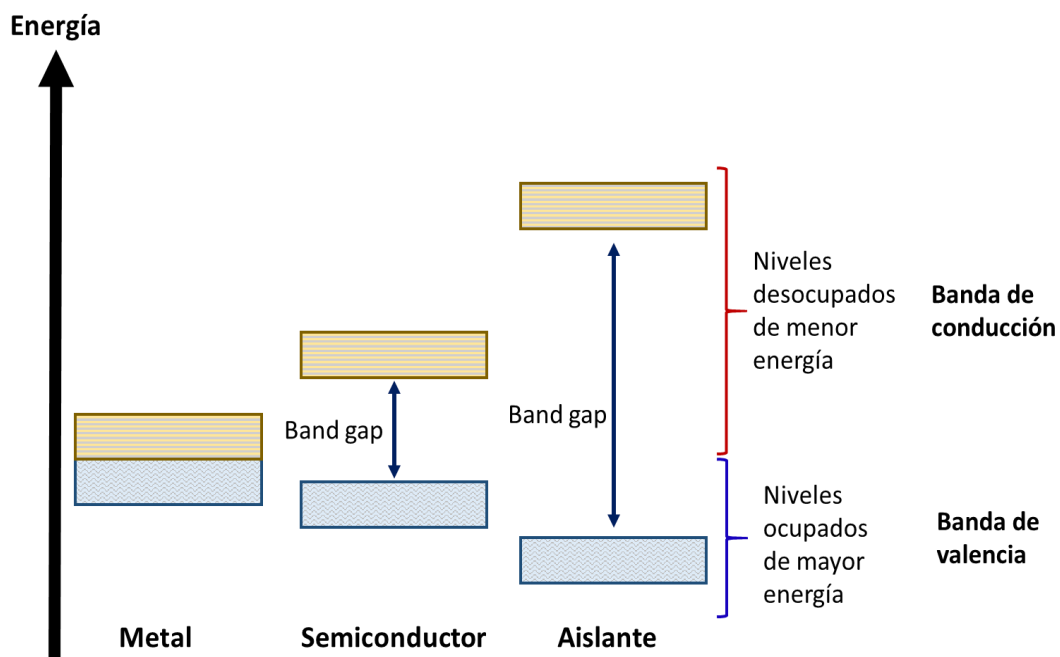 Energía
Band gap
Band gap
Niveles
desocupados
de menor
energía
Banda de
conducción
Niveles
ocupados
de mayor
energía
Banda de
valencia
Metal
Semiconductor
Aislante